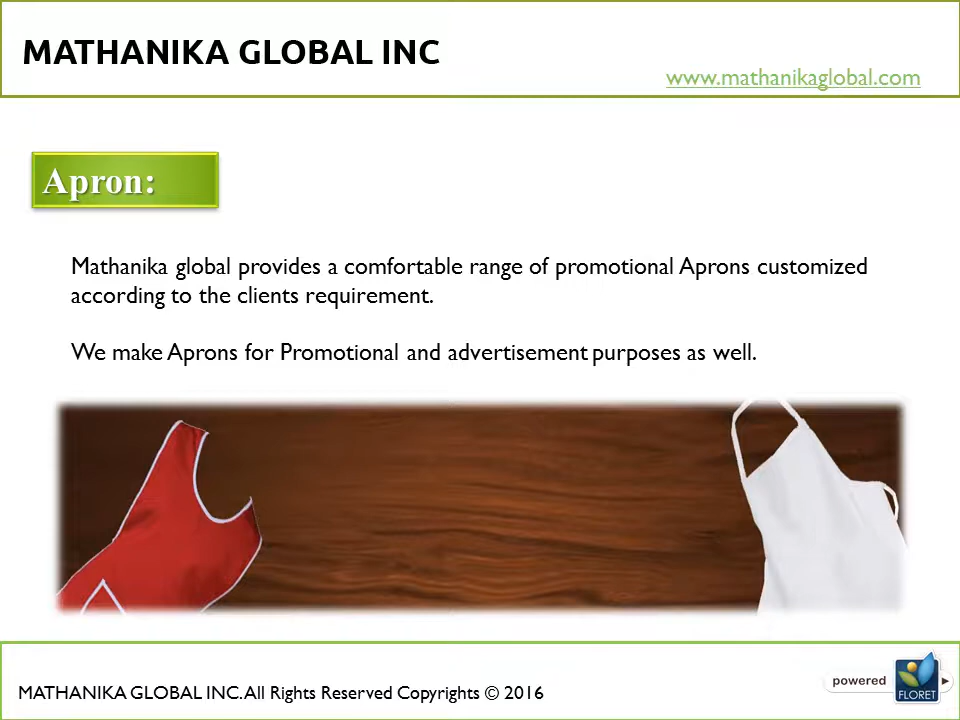 MATHANIKA GLOBAL INC
www.mathanikaglobal.com
Apron:
Mathanika global provides a comfortable range of promotional Aprons customized
according to the clients requirement.
We make Aprons for Promotional and advertisement purposes as well.
MATHANIKA GLOBAL INC. All Rights Reserved Copyrights © 2016
powered
FLORET